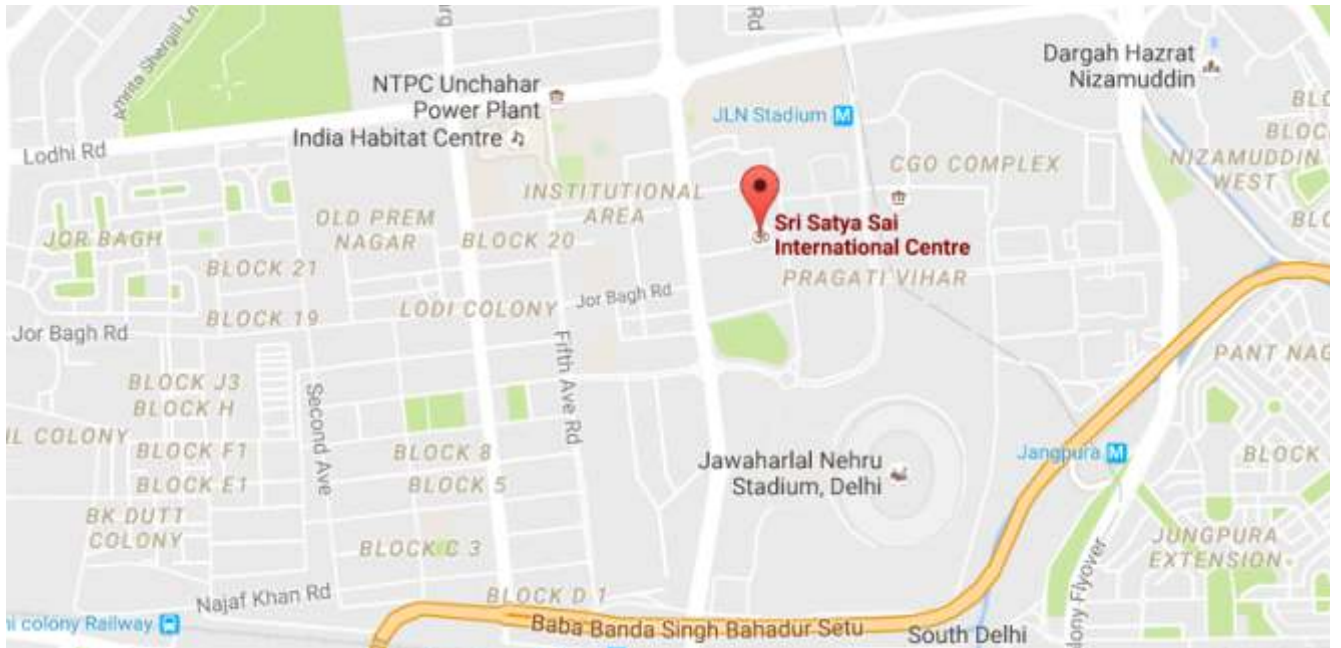 Amrita Shergill Ln
Rd
NTPC Unchahar
Power Plant
India Habitat Centre
Lodhi Rd
JLN Stadium M
Dargah Hazrat
Nizamuddin
NIZAMUDDIN
WEST
CGO COMPLEX
INSTITUTIONAL
AREA
Sri Satya Sai
International Centre
PRAGATI VIHAR
JOR BAGH
OLD PREM
NAGAR
BLOCK 20
BLOCK 21
LODI COLONY
Jor Bagh Rd
BLOCK 19
Jor Bagh Rd
Fifth Ave Rd
Second Ave
BLOCK J3
BLOCK H
COLONY
BLOCK F1
BLOCK E1
BLOCK 8
BLOCK 5
BK DUTT
COLONY
BLOCK C 3
BLOCK D 1
Jawaharlal Nehru
Stadium, Delhi
Jangpura M
PANT NAG
BLOCK
JUNGPURA
EXTENSION
Najaf Khan Rd
colony Railway
Baba Banda Singh Bahadur Setu
South Delhi
Flyover